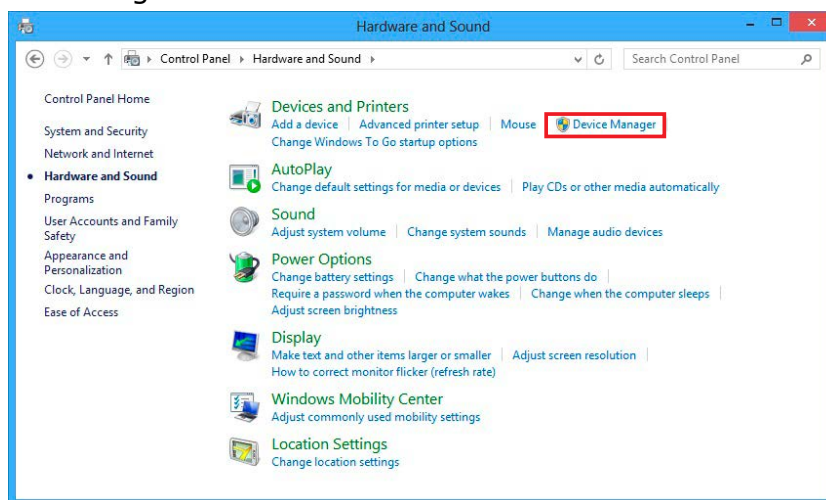 Hardware and Sound
Control Panel Hardware and Sound
Search Control Panel
Control Panel Home
System and Security
Network and Internet
Hardware and Sound
Programs
User Accounts and Family
Safety
Appearance and
Personalization
Clock, Language, and Region
Ease of Access
Devices and Printers
Add a device Advanced printer setup Mouse Device Manager
Change Windows To Go startup options
AutoPlay
Change default settings for media or devices Play CDs or other media automatically
Sound
Adjust system volume Change system sounds Manage audio devices
Power Options
Change battery settings Change what the power buttons do
Require a password when the computer wakes Change when the computer sleeps
Adjust screen brightness
Display
Make text and other items larger or smaller Adjust screen resolution
How to correct monitor flicker (refresh rate)
Windows Mobility Center
Adjust commonly used mobility settings
Location Settings
Change location settings